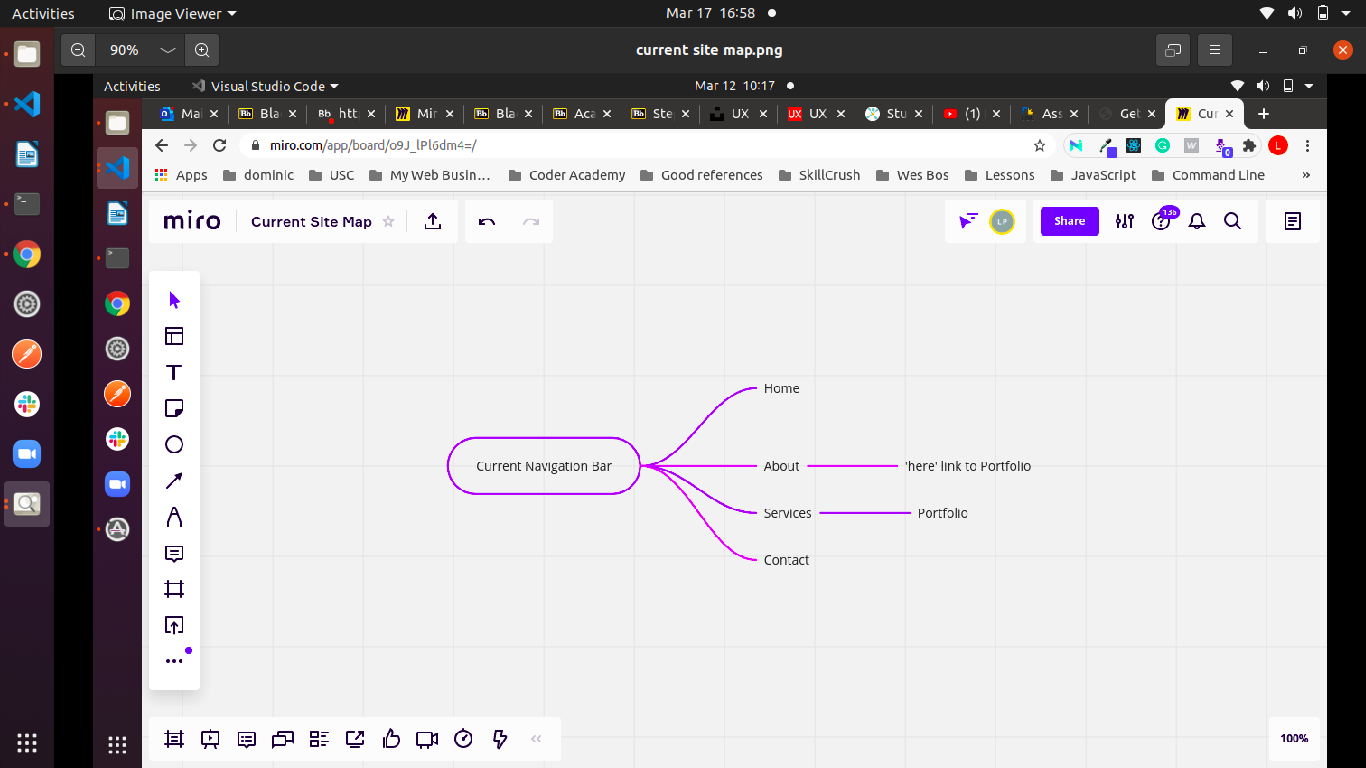 Activities Image Viewer Mar 17 16:58
90% current site map.png
Activities Visual Studio Code Mar 12 10:17
Mai Bla htt Mir Bla Aca Ste UX UX Stu (1) Ass Get Cur
miro.com/app/board/o9J_lPl6dm4=/
Apps dominic USC My Web Busin... Coder Academy Good references SkillCrush Wes Bos Lessons JavaScript Command Line »
miro Current Site Map LP Share 136
Home
Current Navigation Bar About 'here' link to Portfolio
Services Portfolio
Contact
100%